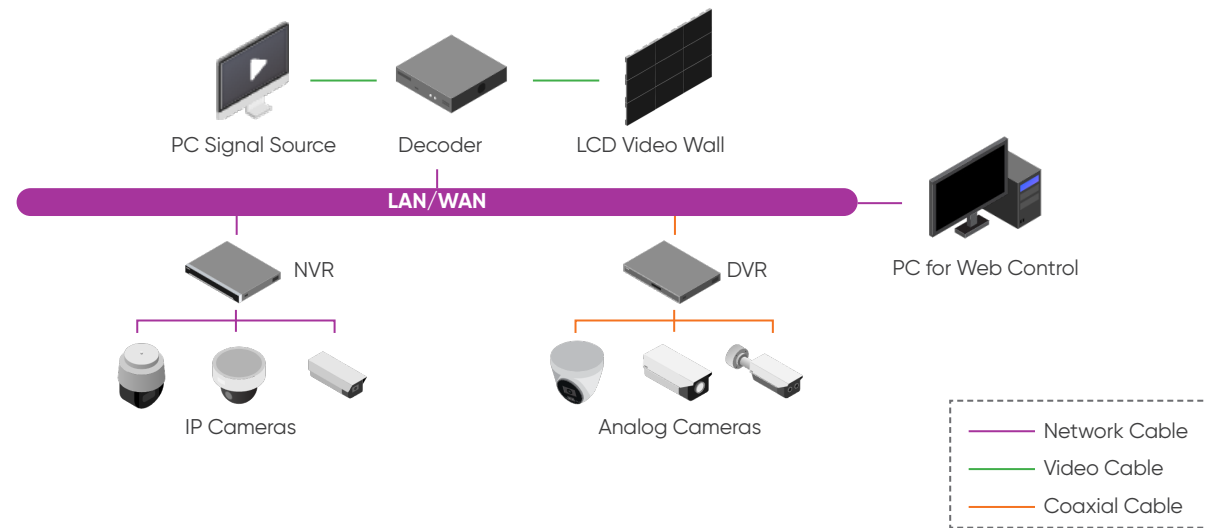 PC Signal Source
Decoder
LCD Video Wall
LAN/WAN
NVR
DVR
PC for Web Control
IP Cameras
Analog Cameras
Network Cable
Video Cable
Coaxial Cable